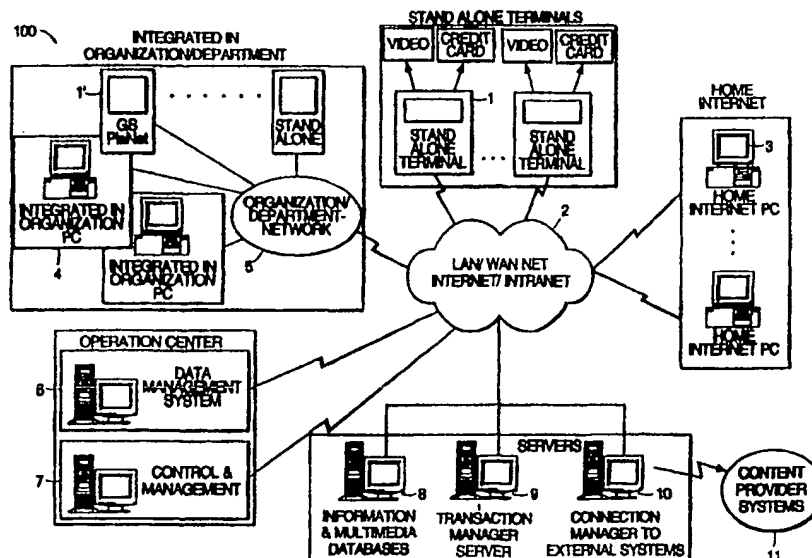 100
INTEGRATED IN
ORGANIZATION/DEPARTMENT
1'
GS
PlaNet
STAND
ALONE
INTEGRATED IN
ORGANIZATION
PC
4
INTEGRATED IN
ORGANIZATION
PC
ORGANIZATION/
DEPARTMENT-
NETWORK
5
STAND ALONE TERMINALS
VIDEO
CREDIT
CARD
VIDEO
CREDIT
CARD
1
STAND
ALONE
TERMINAL
STAND
ALONE
TERMINAL
HOME
INTERNET
3
HOME
INTERNET PC
HOME
INTERNET PC
2
LAN/ WAN NET
INTERNET/ INTRANET
OPERATION CENTER
6
DATA
MANAGEMENT
SYSTEM
7
CONTROL &
MANAGEMENT
SERVERS
8
INFORMATION
& MULTIMEDIA
DATABASES
9
TRANSACTION
MANAGER
SERVER
10
CONNECTION
MANAGER TO
EXTERNAL SYSTEMS
CONTENT
PROVIDER
SYSTEMS
11